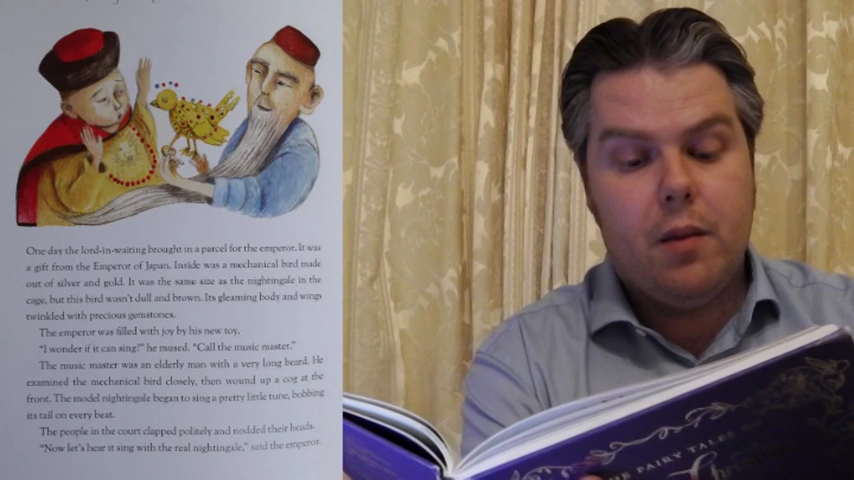 One day the lord-in-waiting brought in a parcel for the emperor. It was
a gift from the Emperor of Japan. Inside was a mechanical bird made
out of silver and gold. It was the same size as the nightingale in the
cage, but this bird wasn't dull and brown. Its gleaming body and wings
twinkled with precious gemstones.
The emperor was filled with joy by his new toy.
"I wonder if it can sing!" he mused. "Call the music master."
The music master was an elderly man with a very long beard. He
examined the mechanical bird closely, then wound up a cog at the
front. The model nightingale began to sing a pretty little tune, bobbing
its tail on every beat.
The people in the court clapped politely and nodded their heads.
"Now let's hear it sing with the real nightingale," said the emperor.
FAIRY TALES